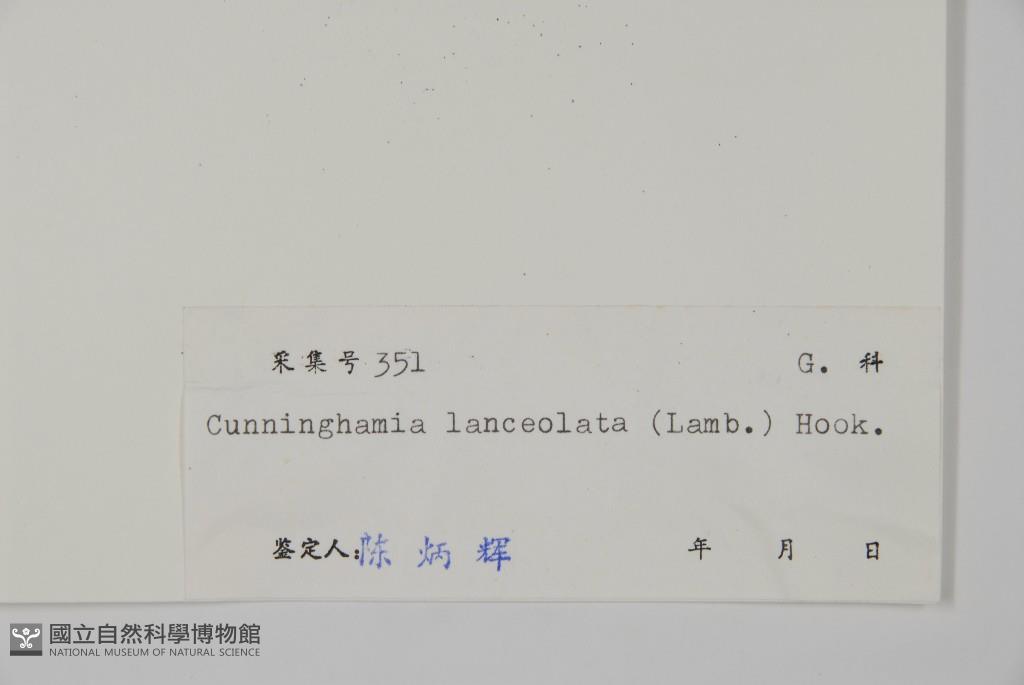 采集号 351 G. 科
Cunninghamia lanceolata (Lamb.) Hook.
鉴定人:陈炳辉 年 月 日
國立自然科學博物館
NATIONAL MUSEUM OF NATURAL SCIENCE